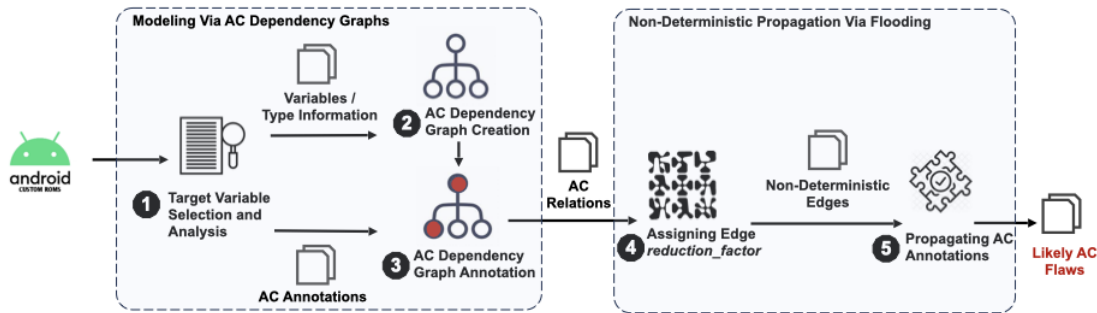 Modeling Via AC Dependency Graphs
Variables /
Type Information
2 AC Dependency
Graph Creation
android
CUSTOM ROMS
1 Target Variable
Selection and
Analysis
3 AC Dependency
Graph Annotation
AC Annotations
AC
Relations
Non-Deterministic Propagation Via Flooding
4 Assigning Edge
reduction_factor
Non-Deterministic
Edges
5 Propagating AC
Annotations
Likely AC
Flaws